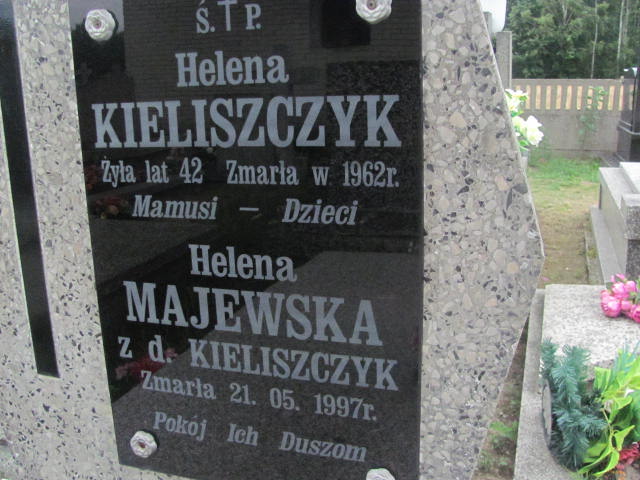 Ś. † P.
Helena
KIELISZCZYK
Żyła lat 42 Zmarła w 1962r.
Mamusi – Dzieci
Helena
MAJEWSKA
z d. KIELISZCZYK
Zmarła 21. 05. 1997r.
Pokój Ich Duszom